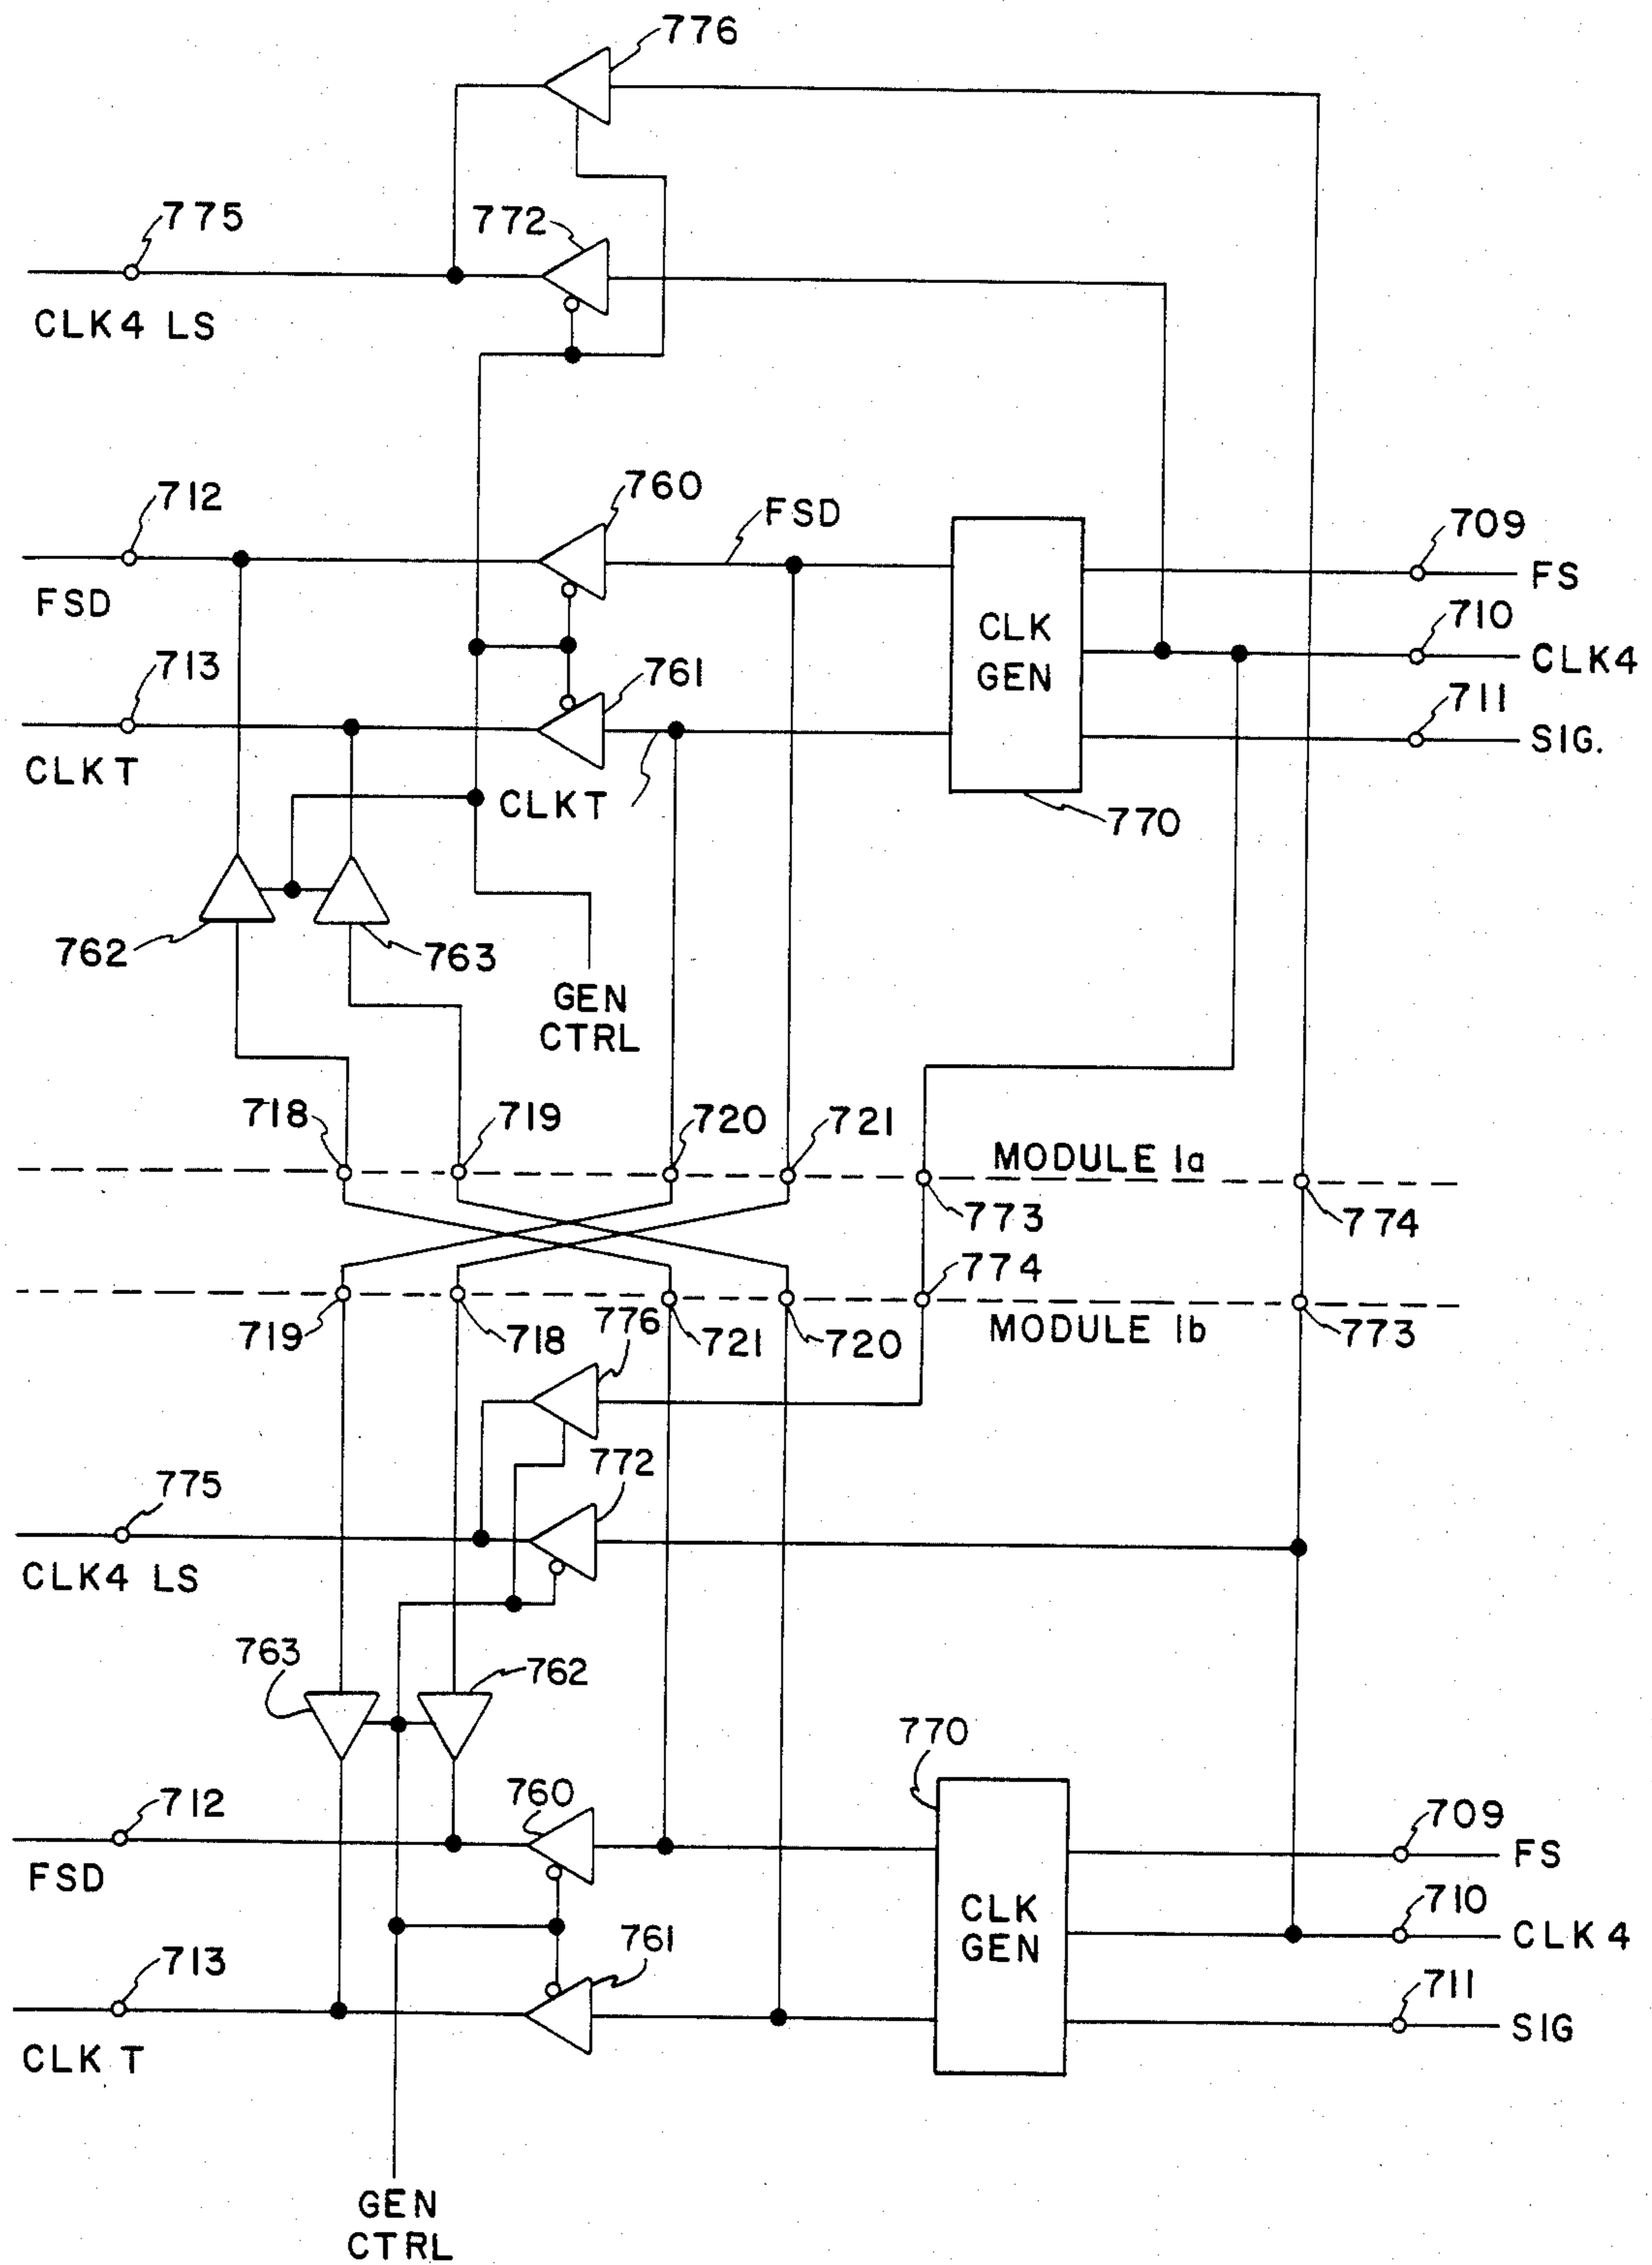 776
775
772
CLK4 LS
712
760
FSD
709
FSD
CLK
GEN
FS
710
713
761
CLK4
711
CLKT
CLKT
SIG.
770
762
763
GEN
CTRL
718
719
720
721
MODULE 1a
773
774
774
719
718
776
721
720
MODULE 1b
773
775
772
CLK4 LS
763
762
770
712
760
709
FSD
FS
CLK
GEN
710
713
761
CLK4
711
CLK T
SIG
GEN
CTRL